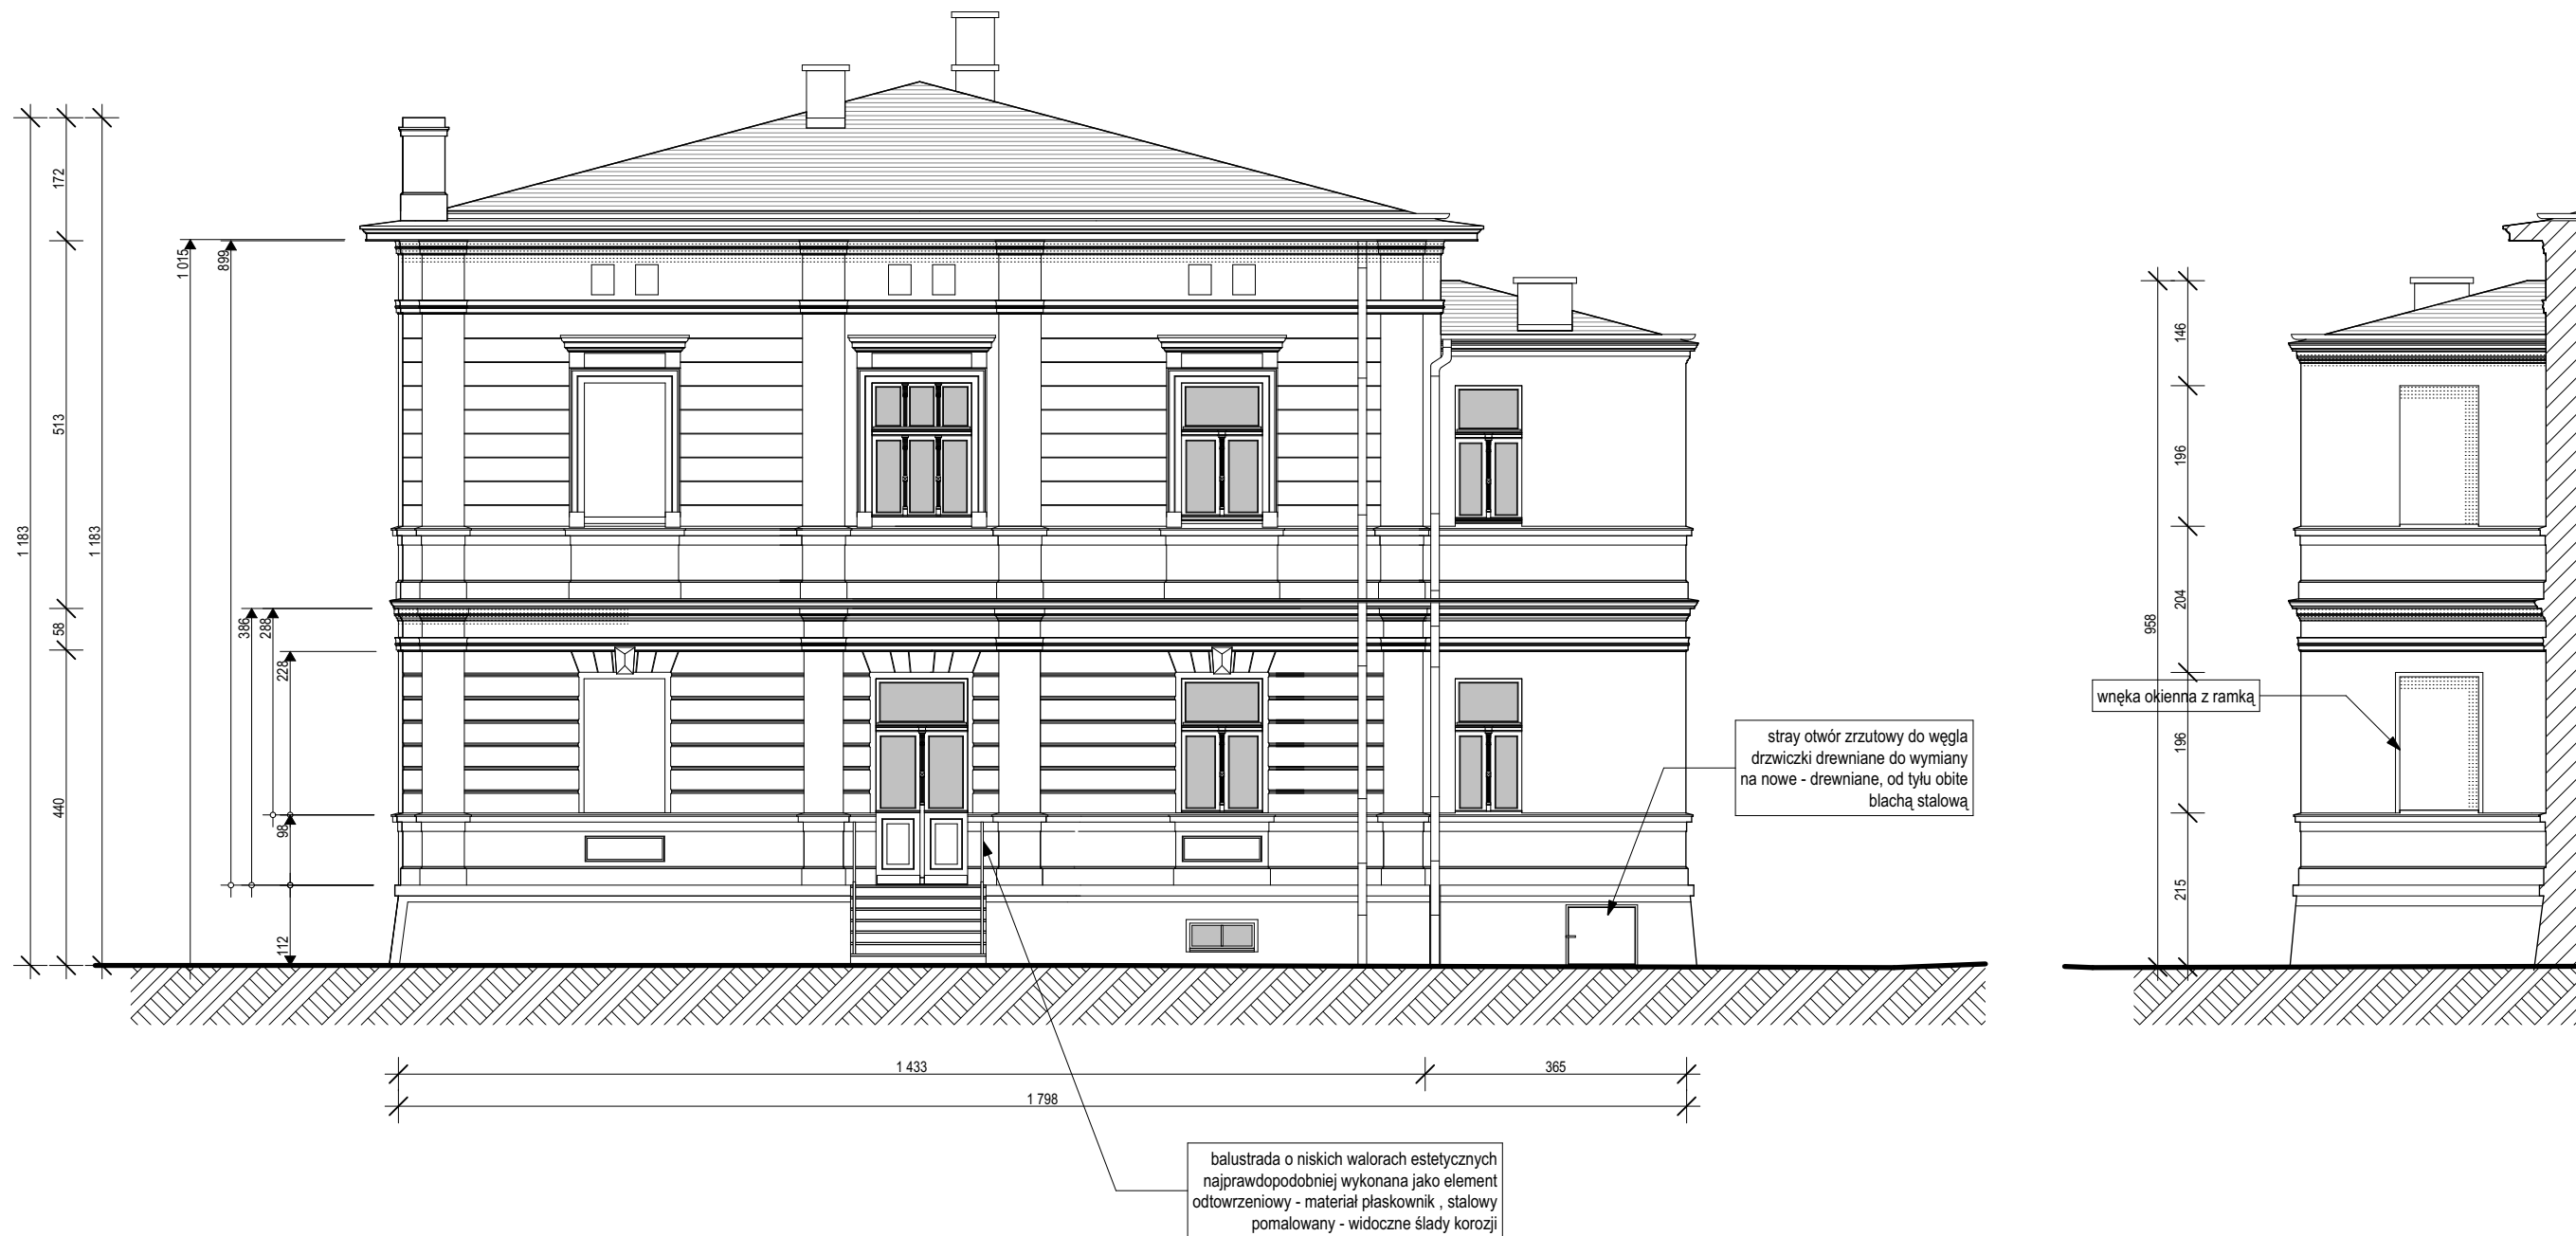 172
513
58
440
1 183
1 183
1 015
899
386
288
228
98
112
1 433
365
1 798
958
146
196
204
196
215
wnęka okienna z ramką
stray otwór zrzutowy do węgla
drzwiczki drewniane do wymiany
na nowe - drewniane, od tyłu obite
blachą stalową
balustrada o niskich walorach estetycznych
najprawdopodobniej wykonana jako element
odtowrzeniowy - materiał płaskownik , stalowy
pomalowany - widoczne ślady korozji